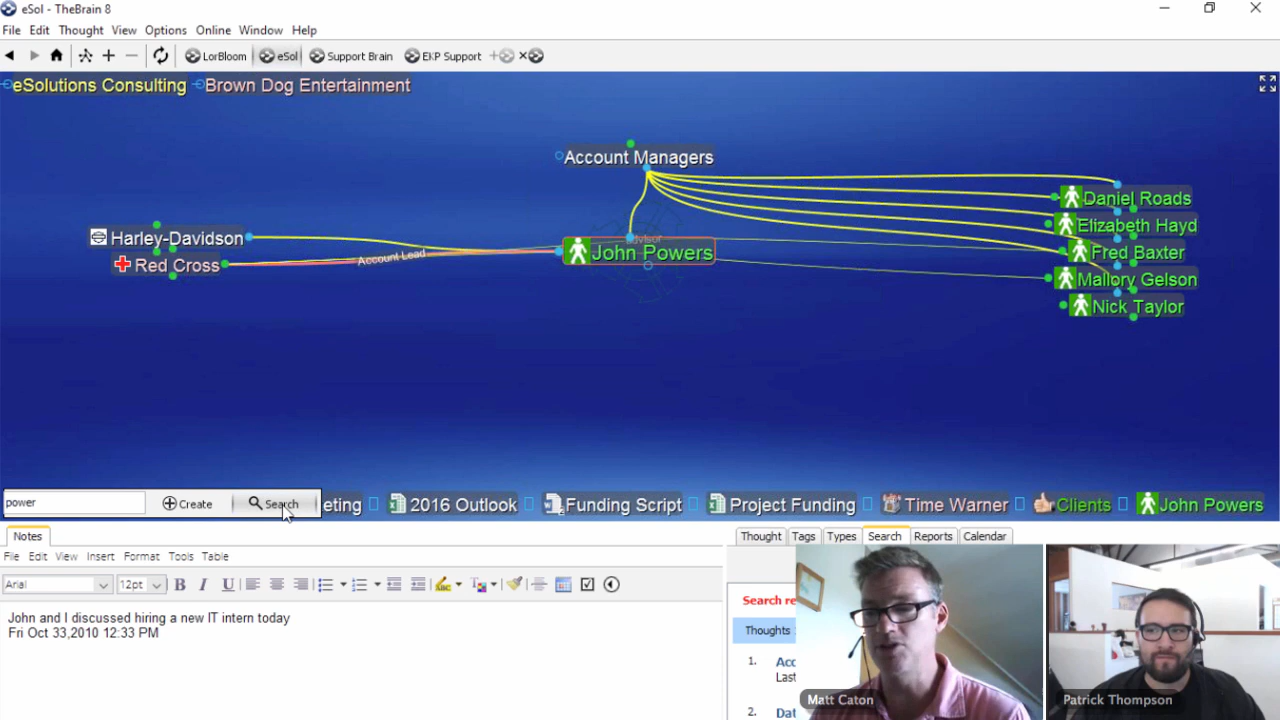 eSol - TheBrain 8
File Edit Thought View Options Online Window Help
LorBloom eSol Support Brain EKP Support
eSolutions Consulting Brown Dog Entertainment
Account Managers
Daniel Roads
Elizabeth Hayd
Harley-Davidson
Account Lead
John Powers
Fred Baxter
Red Cross
Mallory Gelson
Nick Taylor
power Create Search eting 2016 Outlook Funding Script Project Funding Time Warner Clients John Powers
Notes
File Edit View Insert Format Tools Table
Arial 12pt B I U
John and I discussed hiring a new IT intern today
Fri Oct 33,2010 12:33 PM
Thought Tags Types Search Reports Calendar
Search re
Thoughts
1. Acc
Last
2. Dat
Matt Caton
Patrick Thompson